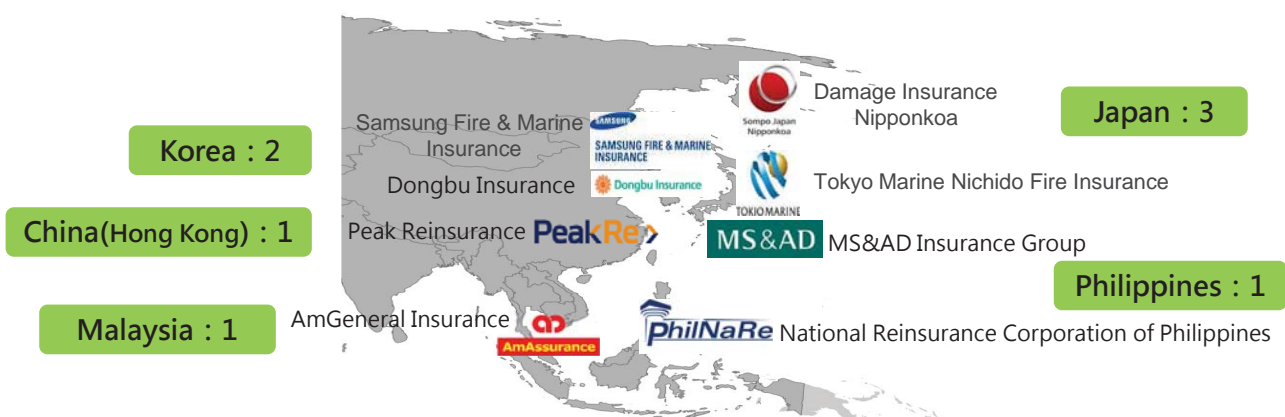 Damage Insurance
Nipponkoa
Sompo Japan
Nipponkoa
Japan：3
Samsung Fire & Marine
Insurance
SAMSUNG
SAMSUNG FIRE & MARINE
INSURANCE
Korea：2
Dongbu Insurance
Dongbu Insurance
Tokyo Marine Nichido Fire Insurance
TOKIOMARINE
China(Hong Kong)：1
Peak Reinsurance
PeakRe
MS&AD
MS&AD Insurance Group
Philippines：1
Malaysia：1
AmGeneral Insurance
AmAssurance
PhilNaRe
National Reinsurance Corporation of Philippines